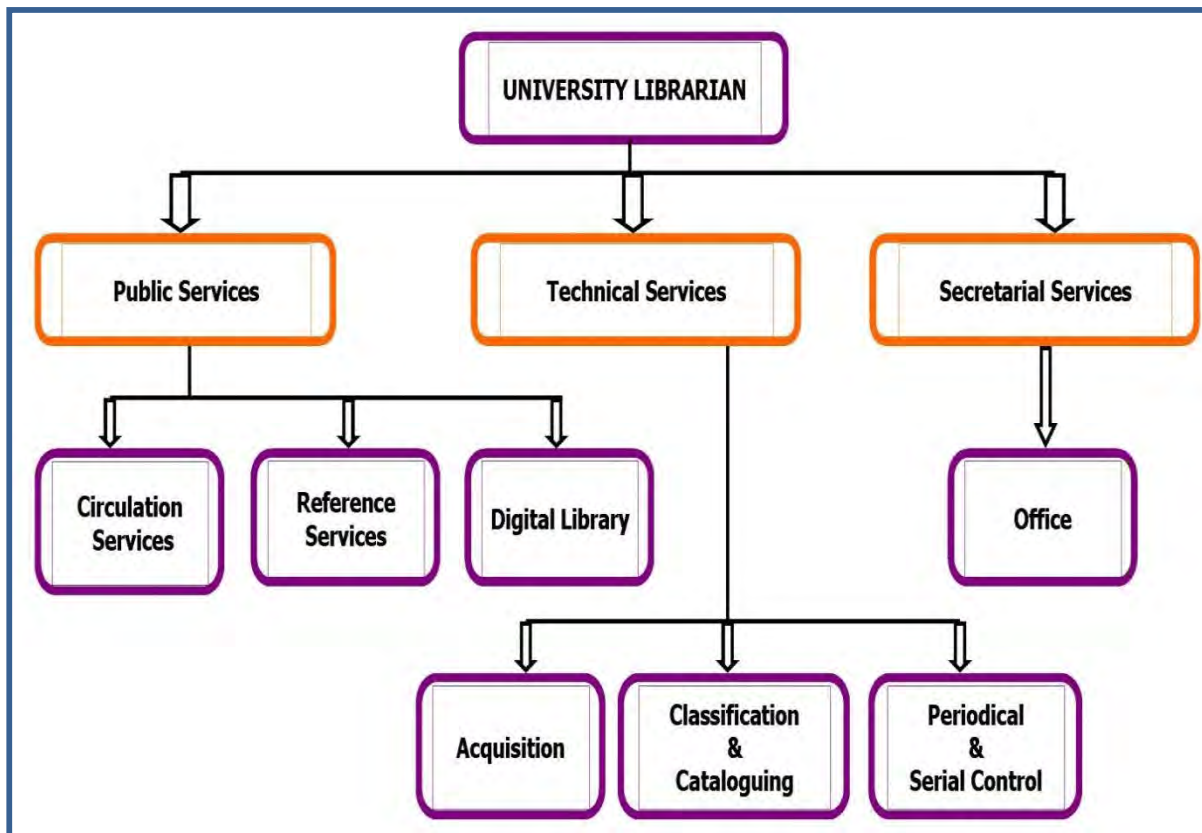 UNIVERSITY LIBRARIAN
Public Services
Technical Services
Secretarial Services
Circulation
Services
Reference
Services
Digital Library
Office
Acquisition
Classification
&
Cataloguing
Periodical
&
Serial Control